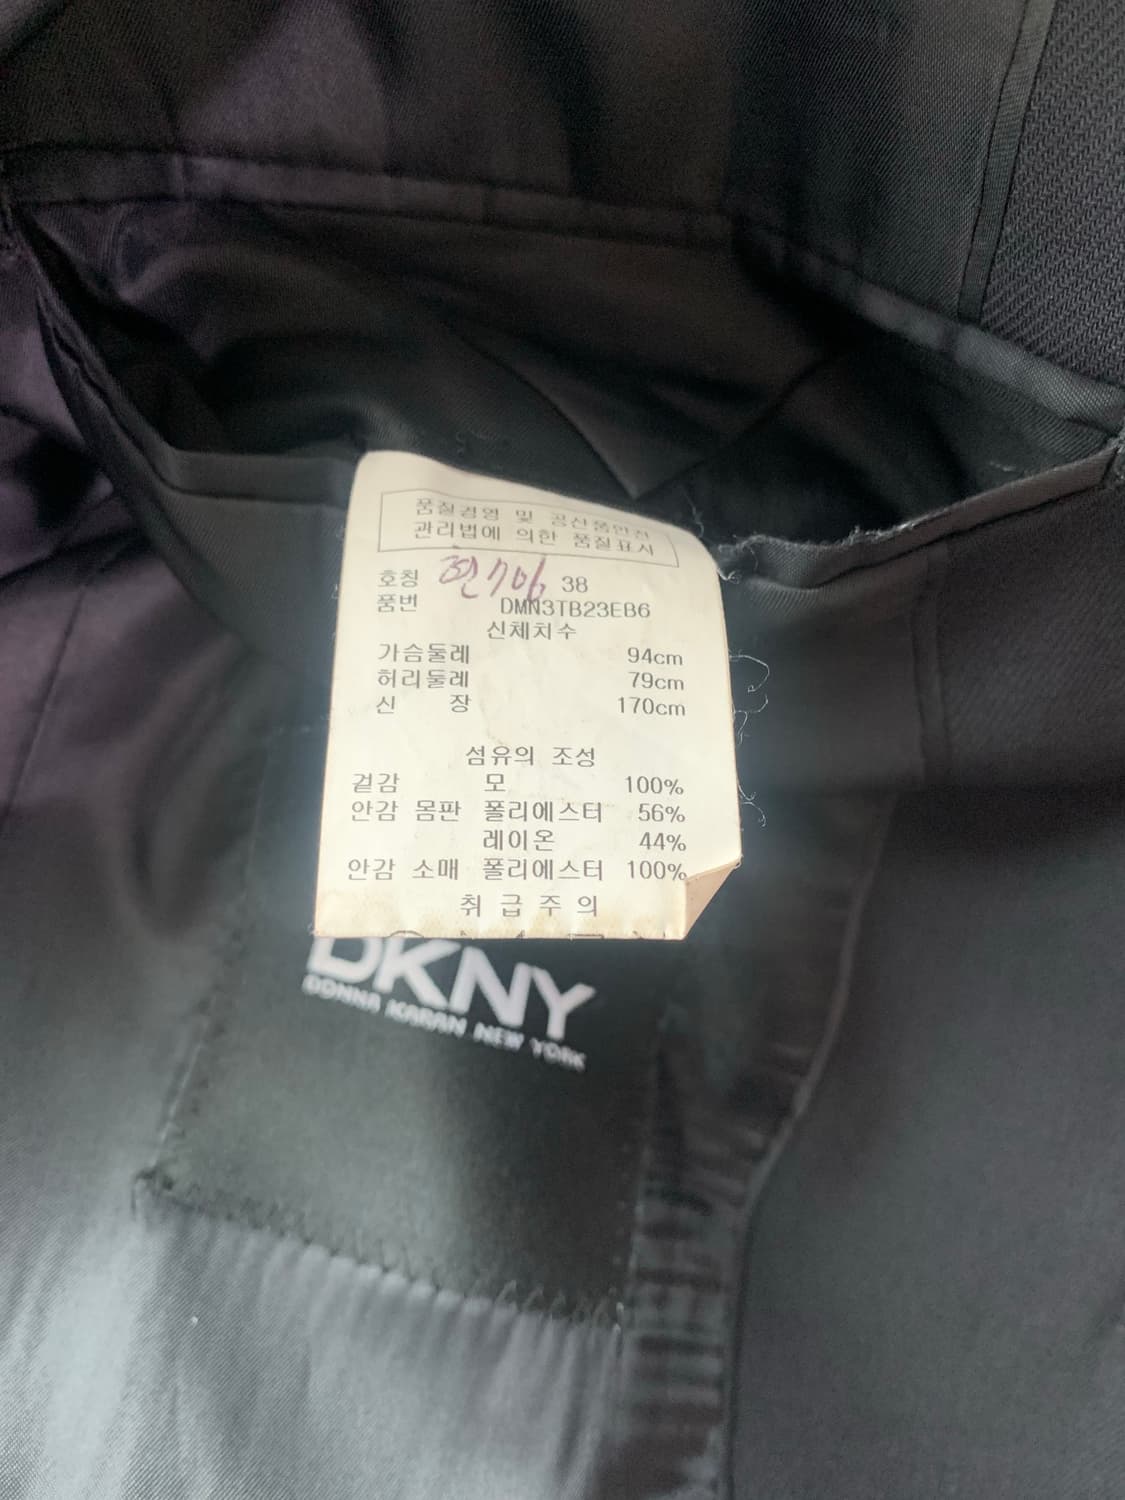 품질경영 및 공산품안전
관리법에 의한 품질표시
호칭 현706 38
품번 DMN3TB23EB6
신체치수
가슴둘레 94cm
허리둘레 79cm
신 장 170cm
섬유의 조성
겉감 모 100%
안감 몸판 폴리에스터 56%
레이온 44%
안감 소매 폴리에스터 100%
취 급 주 의
DKNY
DONNA KARAN NEW YORK